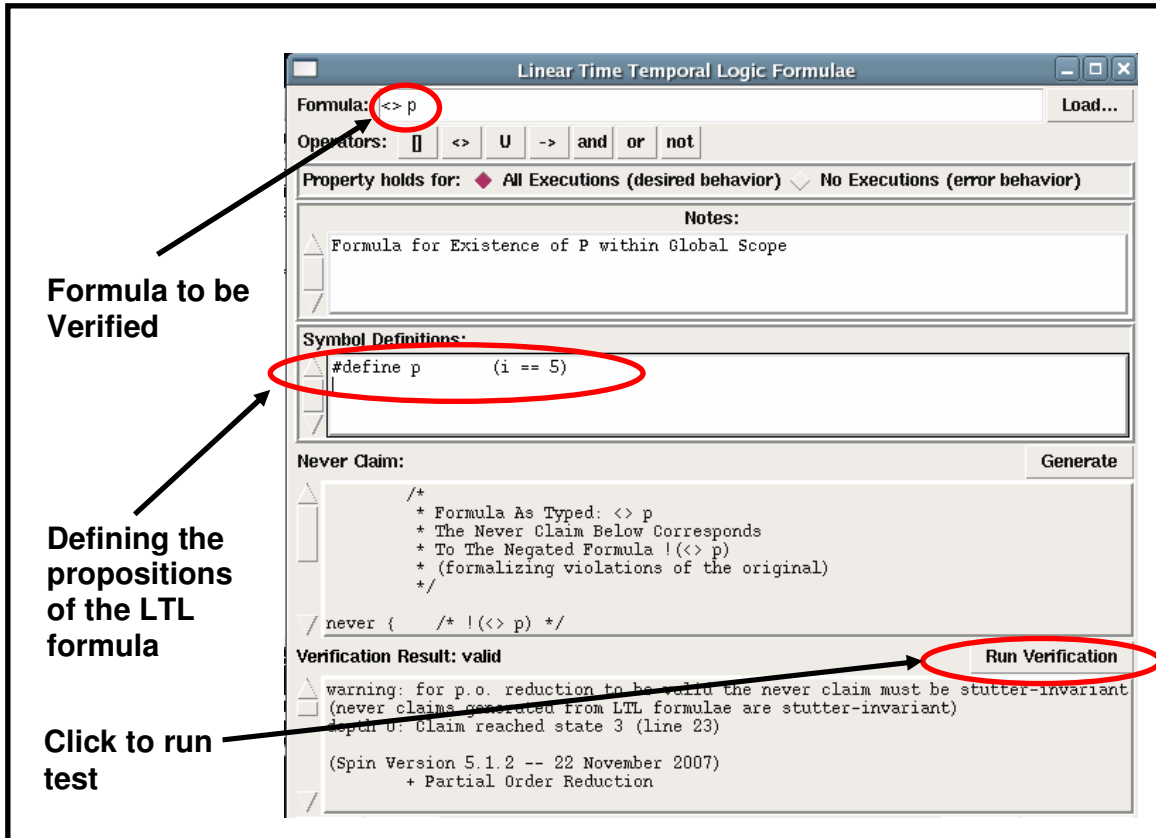 Linear Time Temporal Logic Formulae
Formula: <> p
Load...
Operators: [] <> U -> and or not
Property holds for: All Executions (desired behavior) No Executions (error behavior)
Notes:
Formula for Existence of P within Global Scope
Formula to be
Verified
Symbol Definitions:
#define p (i == 5)
Defining the
propositions
of the LTL
formula
Never Claim:
Generate
/*
* Formula As Typed: <> p
* The Never Claim Below Corresponds
* To The Negated Formula !(<> p)
* (formalizing violations of the original)
*/
never { /* !(<> p) */
Verification Result: valid
Run Verification
warning: for p.o. reduction to be valid the never claim must be stutter-invariant
(never claims generated from LTL formulae are stutter-invariant)
depth 0: Claim reached state 3 (line 23)
(Spin Version 5.1.2 -- 22 November 2007)
+ Partial Order Reduction
Click to run
test